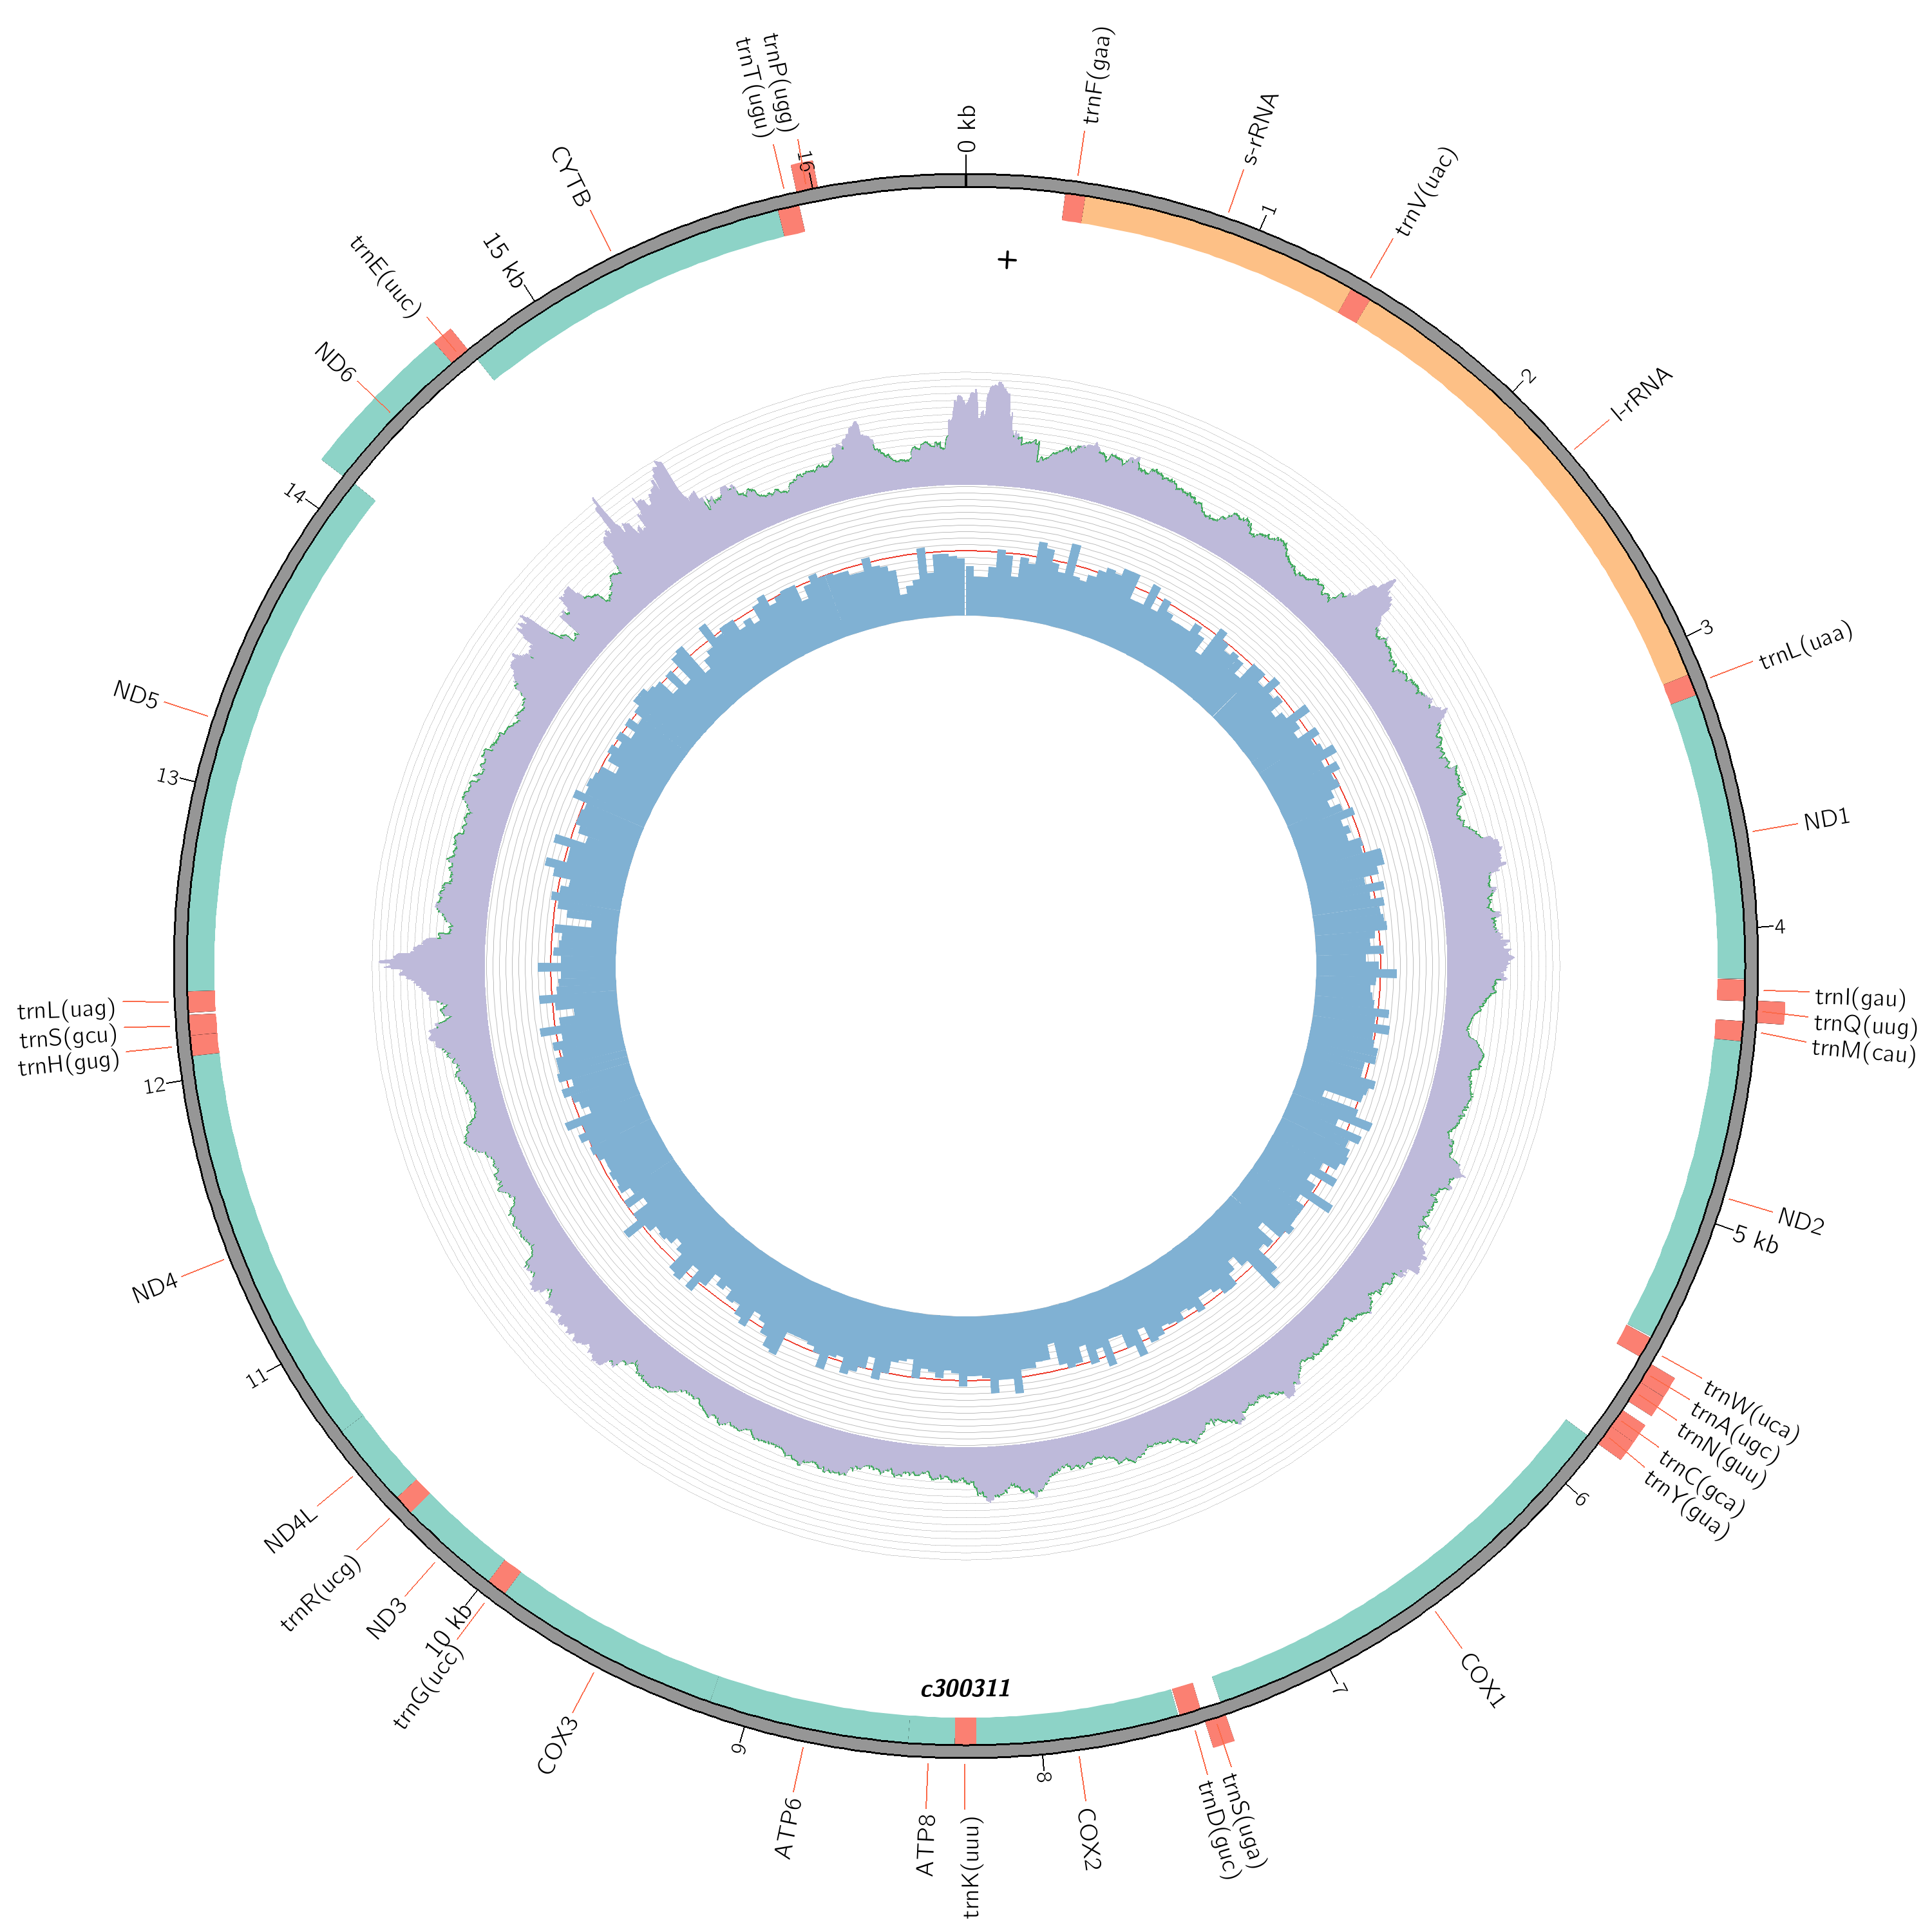 0 kb
trnF(gaa)
s-rRNA
1
trnV(uac)
2
l-rRNA
3
trnL(uaa)
ND1
4
trnI(gau)
trnQ(uug)
trnM(cau)
ND2
5 kb
trnW(uca)
trnA(ugc)
trnN(guu)
trnC(gca)
trnY(gua)
6
COX1
7
trnS(uga)
trnD(guc)
COX2
8
trnK(uuu)
ATP8
ATP6
9
COX3
trnG(ucc)
10 kb
ND3
trnR(ucg)
ND4L
11
ND4
12
trnH(gug)
trnS(gcu)
trnL(uag)
13
ND5
14
ND6
trnE(uuc)
15 kb
CYTB
trnT(ugu)
trnP(ugg)
16
+
c300311